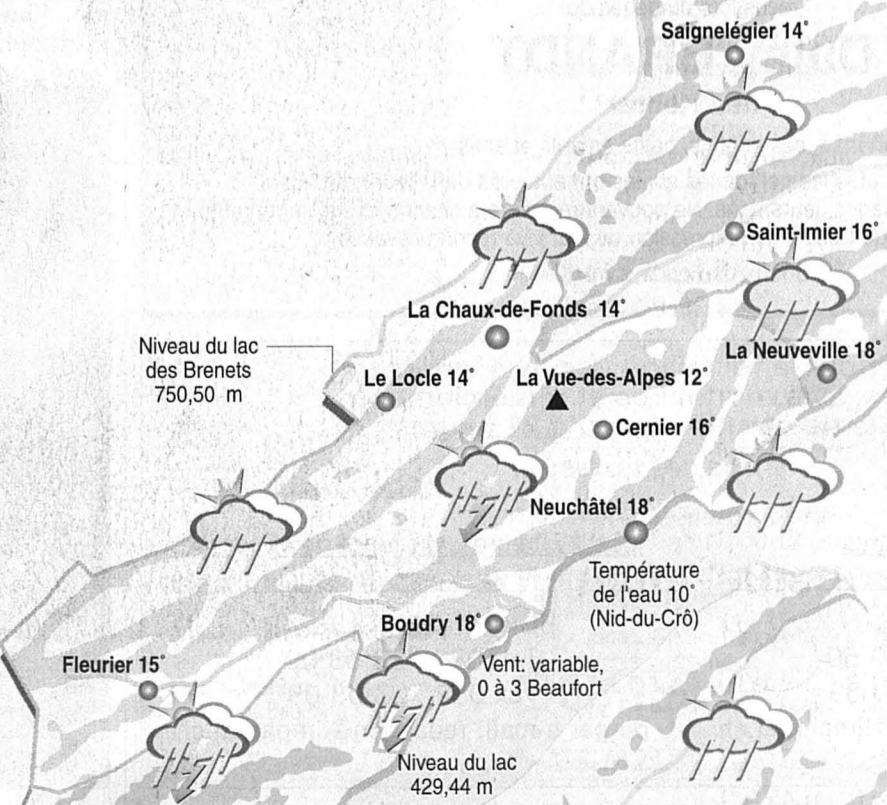 Saignelégier 14°
Saint-Imier 16°
La Chaux-de-Fonds 14°
Niveau du lac
des Brenets
750,50 m
La Neuveville 18°
Le Locle 14°
La Vue-des-Alpes 12°
Cernier 16°
Neuchâtel 18°
Température
de l'eau 10°
(Nid-du-Crô)
Boudry 18°
Fleurier 15°
Vent: variable,
0 à 3 Beaufort
Niveau du lac
429,44 m